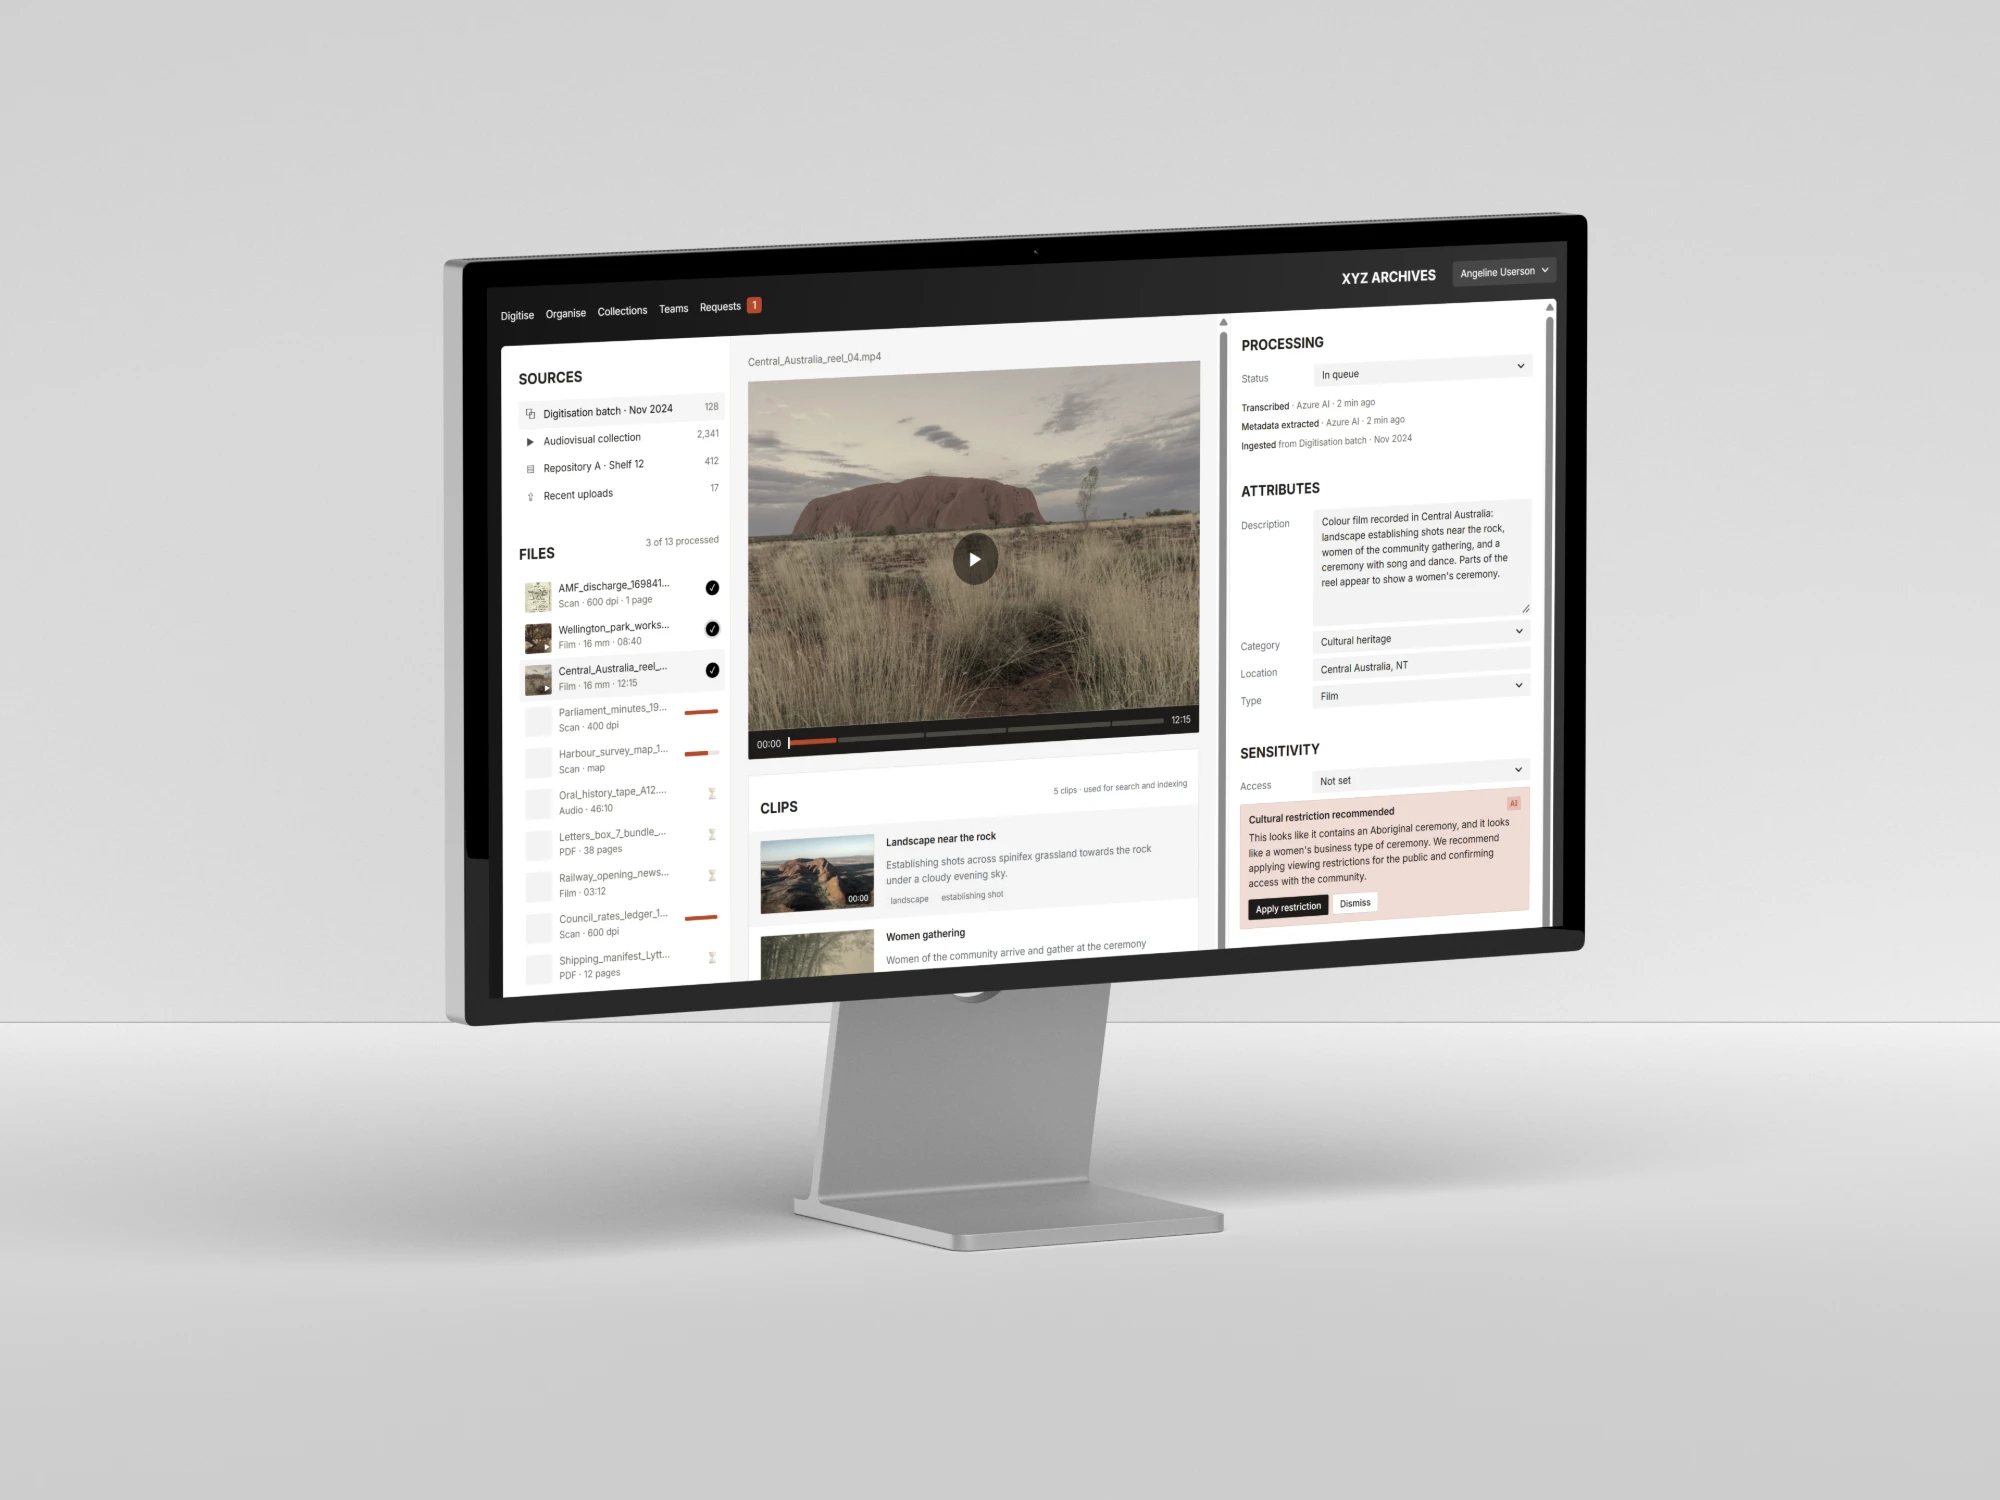 Digitise Organise Collections Teams Requests 1
XYZ ARCHIVES
Angeline Userson
SOURCES
Digitisation batch · Nov 2024 128
Audiovisual collection 2,341
Repository A · Shelf 12 412
Recent uploads 17
FILES
3 of 13 processed
AMF_discharge_169841...
Scan · 600 dpi · 1 page
Wellington_park_works...
Film · 16 mm · 08:40
Central_Australia_reel_...
Film · 16 mm · 12:15
Parliament_minutes_19...
Scan · 400 dpi
Harbour_survey_map_1...
Scan · map
Oral_history_tape_A12....
Audio · 46:10
Letters_box_7_bundle_...
PDF · 38 pages
Railway_opening_news...
Film · 03:12
Council_rates_ledger_1...
Scan · 600 dpi
Shipping_manifest_Lytt...
PDF · 12 pages
Central_Australia_reel_04.mp4
00:00
12:15
CLIPS
5 clips · used for search and indexing
00:00
Landscape near the rock
Establishing shots across spinifex grassland towards the rock
under a cloudy evening sky.
landscape establishing shot
Women gathering
Women of the community arrive and gather at the ceremony
PROCESSING
Status In queue
Transcribed · Azure AI · 2 min ago
Metadata extracted · Azure AI · 2 min ago
Ingested from Digitisation batch · Nov 2024
ATTRIBUTES
Description
Colour film recorded in Central Australia:
landscape establishing shots near the rock,
women of the community gathering, and a
ceremony with song and dance. Parts of the
reel appear to show a women's ceremony.
Category Cultural heritage
Location Central Australia, NT
Type Film
SENSITIVITY
Access Not set
Cultural restriction recommended
AI
This looks like it contains an Aboriginal ceremony, and it looks
like a women's business type of ceremony. We recommend
applying viewing restrictions for the public and confirming
access with the community.
Apply restriction Dismiss